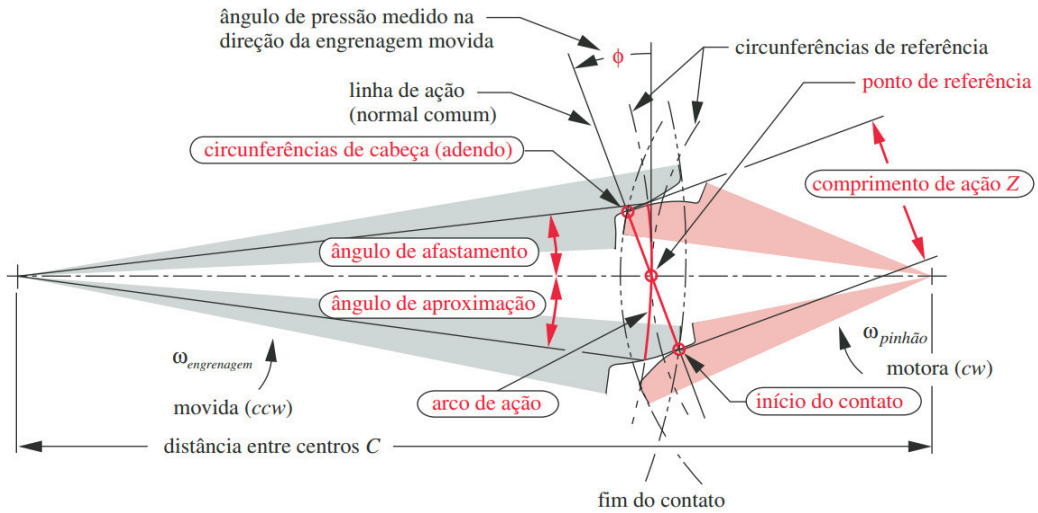 ângulo de pressão medido na
direção da engrenagem movida
ϕ
circunferências de referência
ponto de referência
linha de ação
(normal comum)
circunferências de cabeça (adendo)
comprimento de ação Z
ângulo de afastamento
ângulo de aproximação
ω engrenagem
movida (ccw)
ω pinhão
motora (cw)
arco de ação
início do contato
distância entre centros C
fim do contato